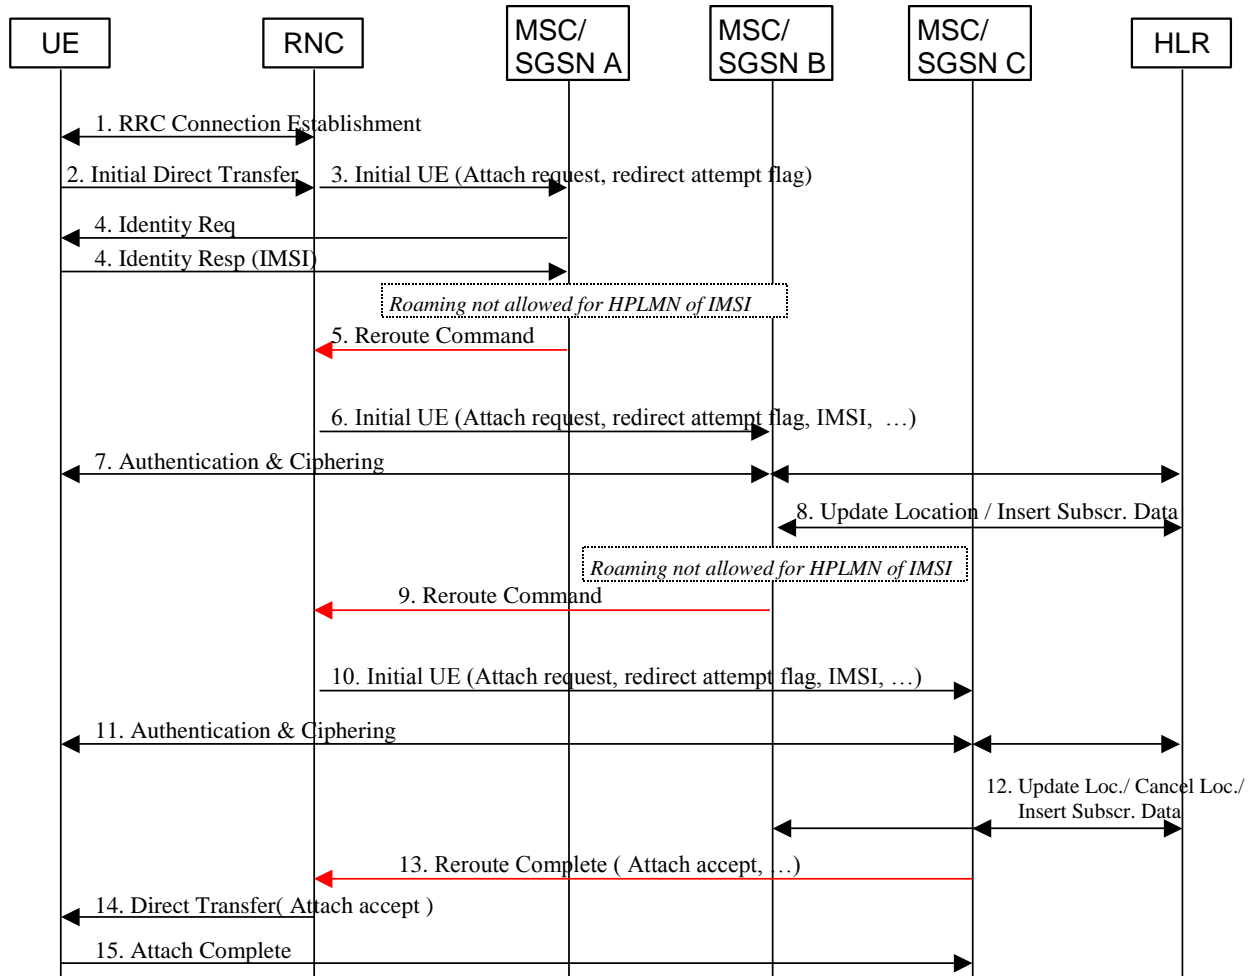 UE
RNC
MSC/
SGSN A
MSC/
SGSN B
MSC/
SGSN C
HLR
1. RRC Connection Establishment
2. Initial Direct Transfer
3. Initial UE (Attach request, redirect attempt flag)
4. Identity Req
4. Identity Resp (IMSI)
Roaming not allowed for HPLMN of IMSI
5. Reroute Command
6. Initial UE (Attach request, redirect attempt flag, IMSI, …)
7. Authentication & Ciphering
8. Update Location / Insert Subscr. Data
Roaming not allowed for HPLMN of IMSI
9. Reroute Command
10. Initial UE (Attach request, redirect attempt flag, IMSI, …)
11. Authentication & Ciphering
12. Update Loc./ Cancel Loc./
Insert Subscr. Data
13. Reroute Complete ( Attach accept, …)
14. Direct Transfer( Attach accept )
15. Attach Complete